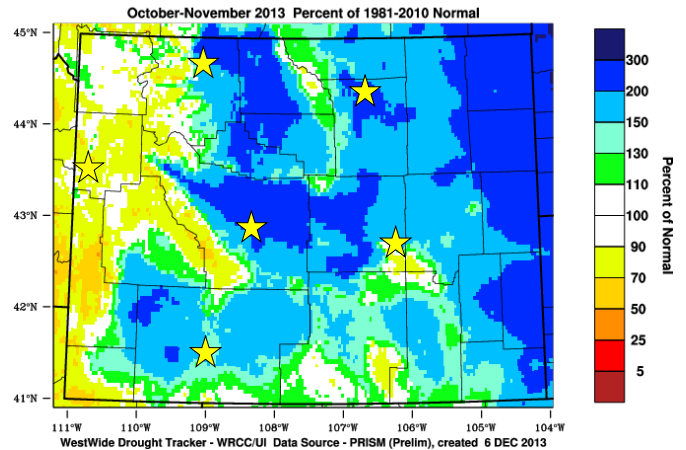 October-November 2013 Percent of 1981-2010 Normal
45°N
44°N
43°N
42°N
41°N
111°W 110°W 109°W 108°W 107°W 106°W 105°W 104°W
300
200
150
130
110
100
90
70
50
25
5
Percent of Normal
WestWide Drought Tracker - WRCC/UI Data Source - PRISM (Prelim), created 6 DEC 2013